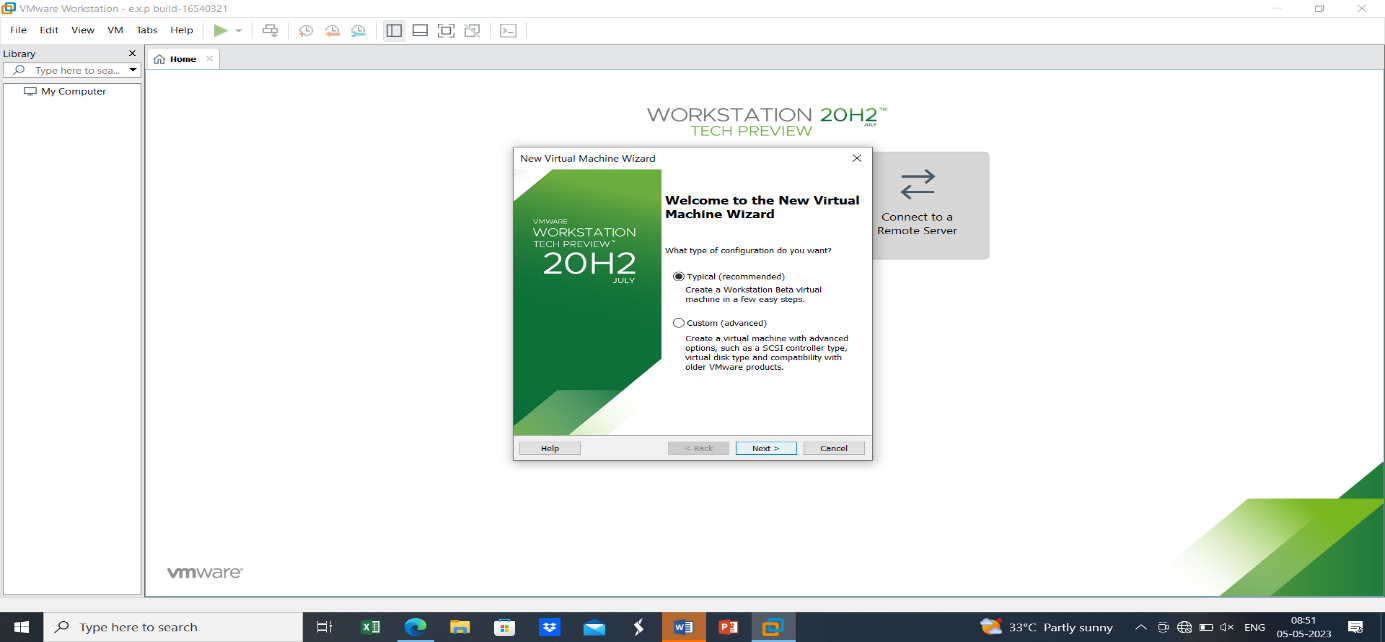 VMware Workstation - e.x.p build-16540321
File Edit View VM Tabs Help
Library
Type here to sea...
My Computer
Home
WORKSTATION 20H2™
JULY
TECH PREVIEW
Connect to a
Remote Server
New Virtual Machine Wizard
VMWARE
WORKSTATION
TECH PREVIEW™
20H2
JULY
Welcome to the New Virtual
Machine Wizard
What type of configuration do you want?
Typical (recommended)
Create a Workstation Beta virtual
machine in a few easy steps.
Custom (advanced)
Create a virtual machine with advanced
options, such as a SCSI controller type,
virtual disk type and compatibility with
older VMware products.
Help < Back Next > Cancel
vmware®
Type here to search
33°C Partly sunny
ENG
08:51
05-05-2023